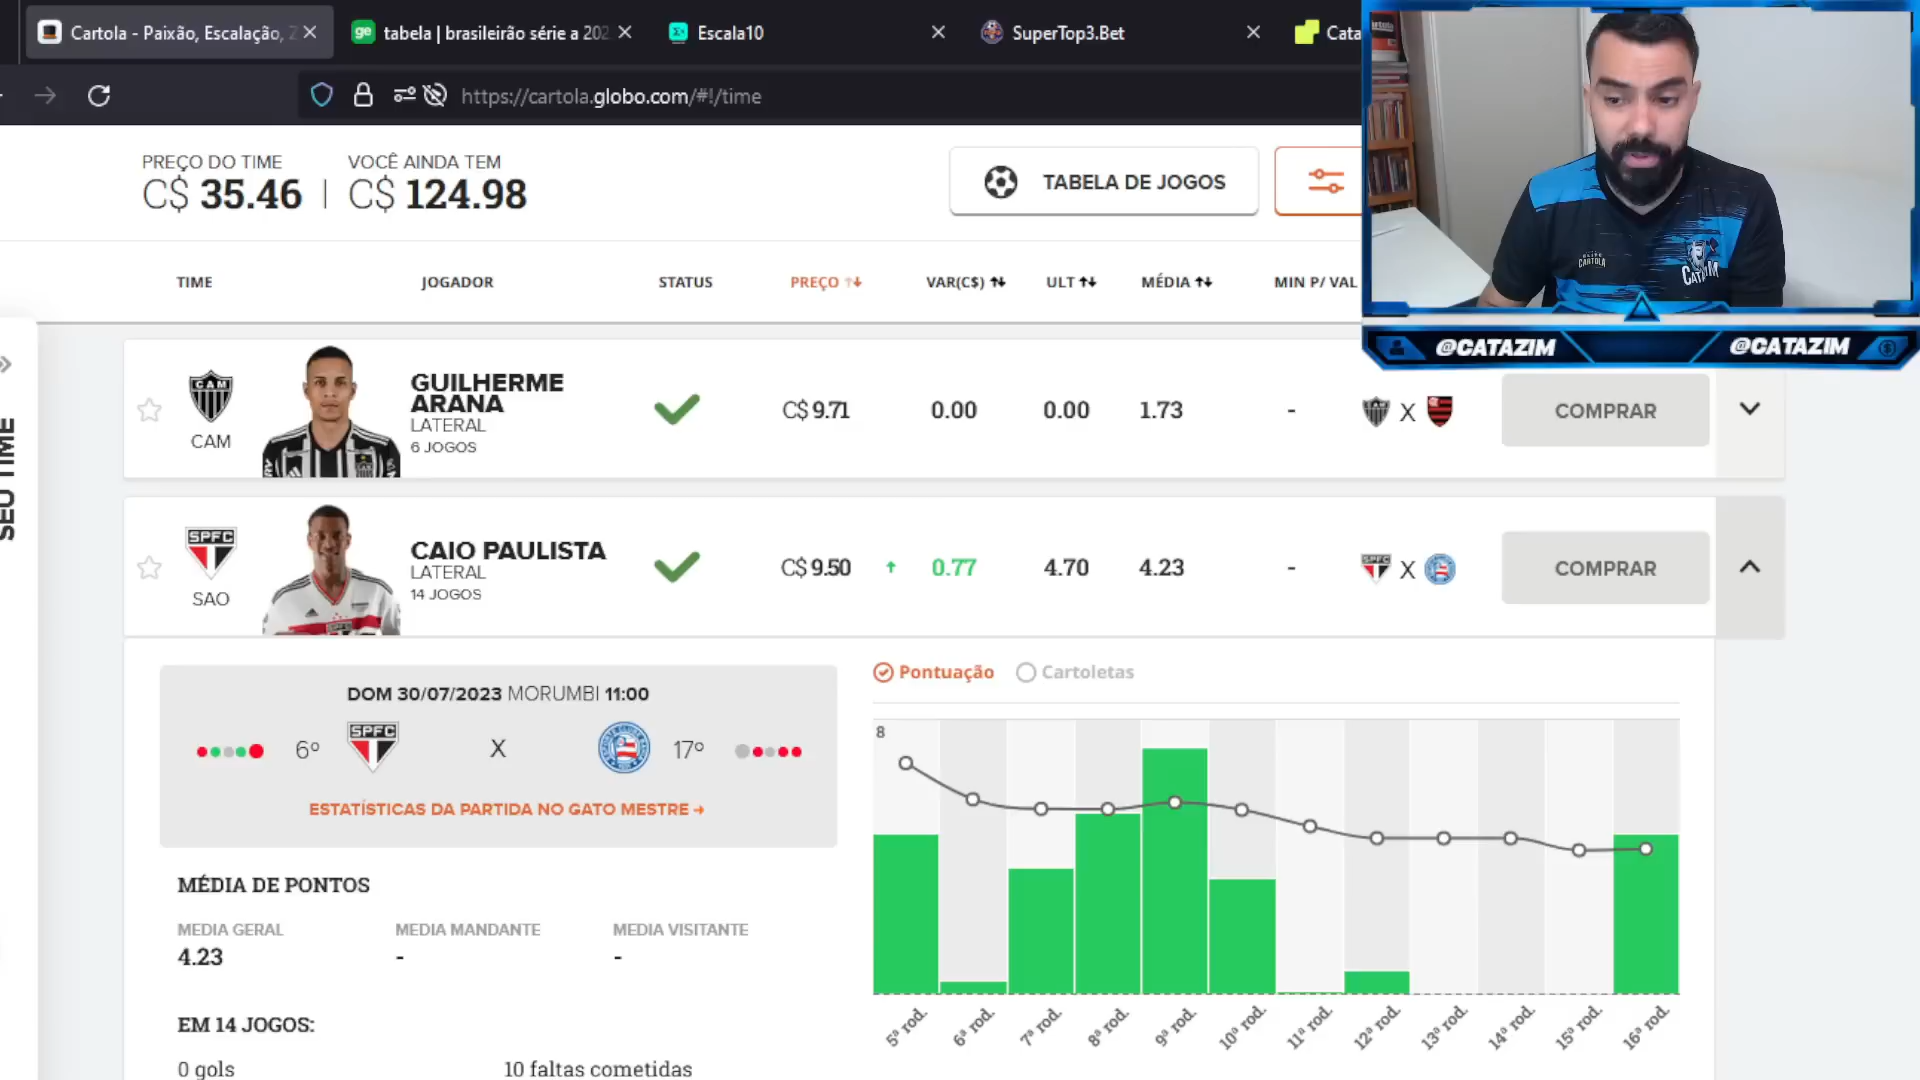 Cartola - Paixão, Escalação,
tabela | brasileirão série a 202
Escala10
SuperTop3.Bet
Cata
https://cartola.globo.com/#!/time
PREÇO DO TIME
C$ 35.46
VOCÊ AINDA TEM
C$ 124.98
TABELA DE JOGOS
TIME JOGADOR STATUS PREÇO VAR(C$) ULT MÉDIA MIN P/ VAL
CAM
GUILHERME
ARANA
LATERAL
6 JOGOS
C$ 9.71 0.00 0.00 1.73 - X COMPRAR
SPFC
SAO
CAIO PAULISTA
LATERAL
14 JOGOS
C$ 9.50 0.77 4.70 4.23 - X COMPRAR
SEU TIME
DOM 30/07/2023 MORUMBI 11:00
6º SPFC X 17º
ESTATÍSTICAS DA PARTIDA NO GATO MESTRE
MÉDIA DE PONTOS
MEDIA GERAL MEDIA MANDANTE MEDIA VISITANTE
4.23 - -
EM 14 JOGOS:
0 gols 10 faltas cometidas
Pontuação Cartoletas
8
5ª rod. 6ª rod. 7ª rod. 8ª rod. 9ª rod. 10ª rod. 11ª rod. 12ª rod. 13ª rod. 14ª rod. 15ª rod. 16ª rod.
CARTOLA
CATAZIM
@CATAZIM @CATAZIM